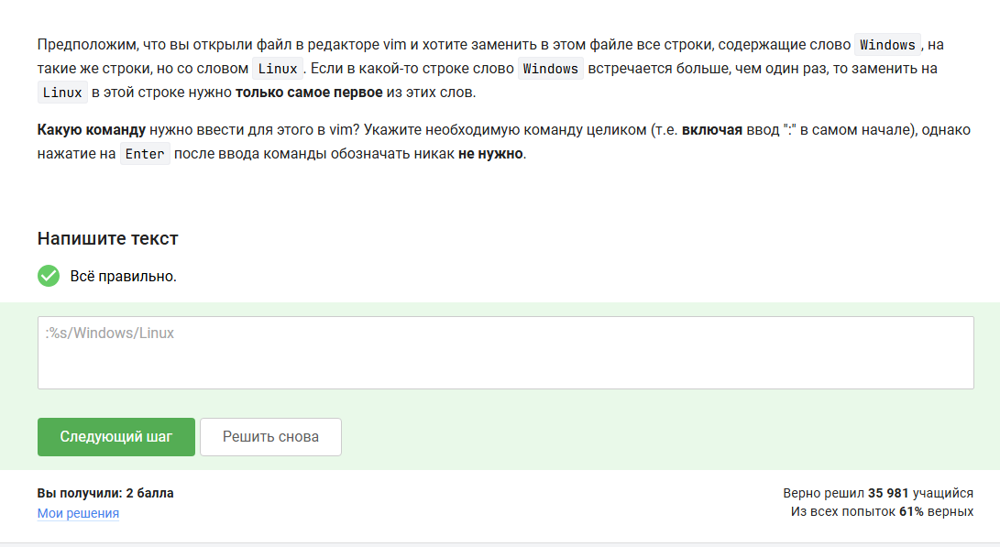 Предположим, что вы открыли файл в редакторе vim и хотите заменить в этом файле все строки, содержащие слово Windows, на
такие же строки, но со словом Linux. Если в какой-то строке слово Windows встречается больше, чем один раз, то заменить на
Linux в этой строке нужно только самое первое из этих слов.
Какую команду нужно ввести для этого в vim? Укажите необходимую команду целиком (т.е. включая ввод ":" в самом начале), однако
нажатие на Enter после ввода команды обозначать никак не нужно.
Напишите текст
Всё правильно.
:%s/Windows/Linux
Следующий шаг
Решить снова
Вы получили: 2 балла
Мои решения
Верно решил 35 981 учащийся
Из всех попыток 61% верных